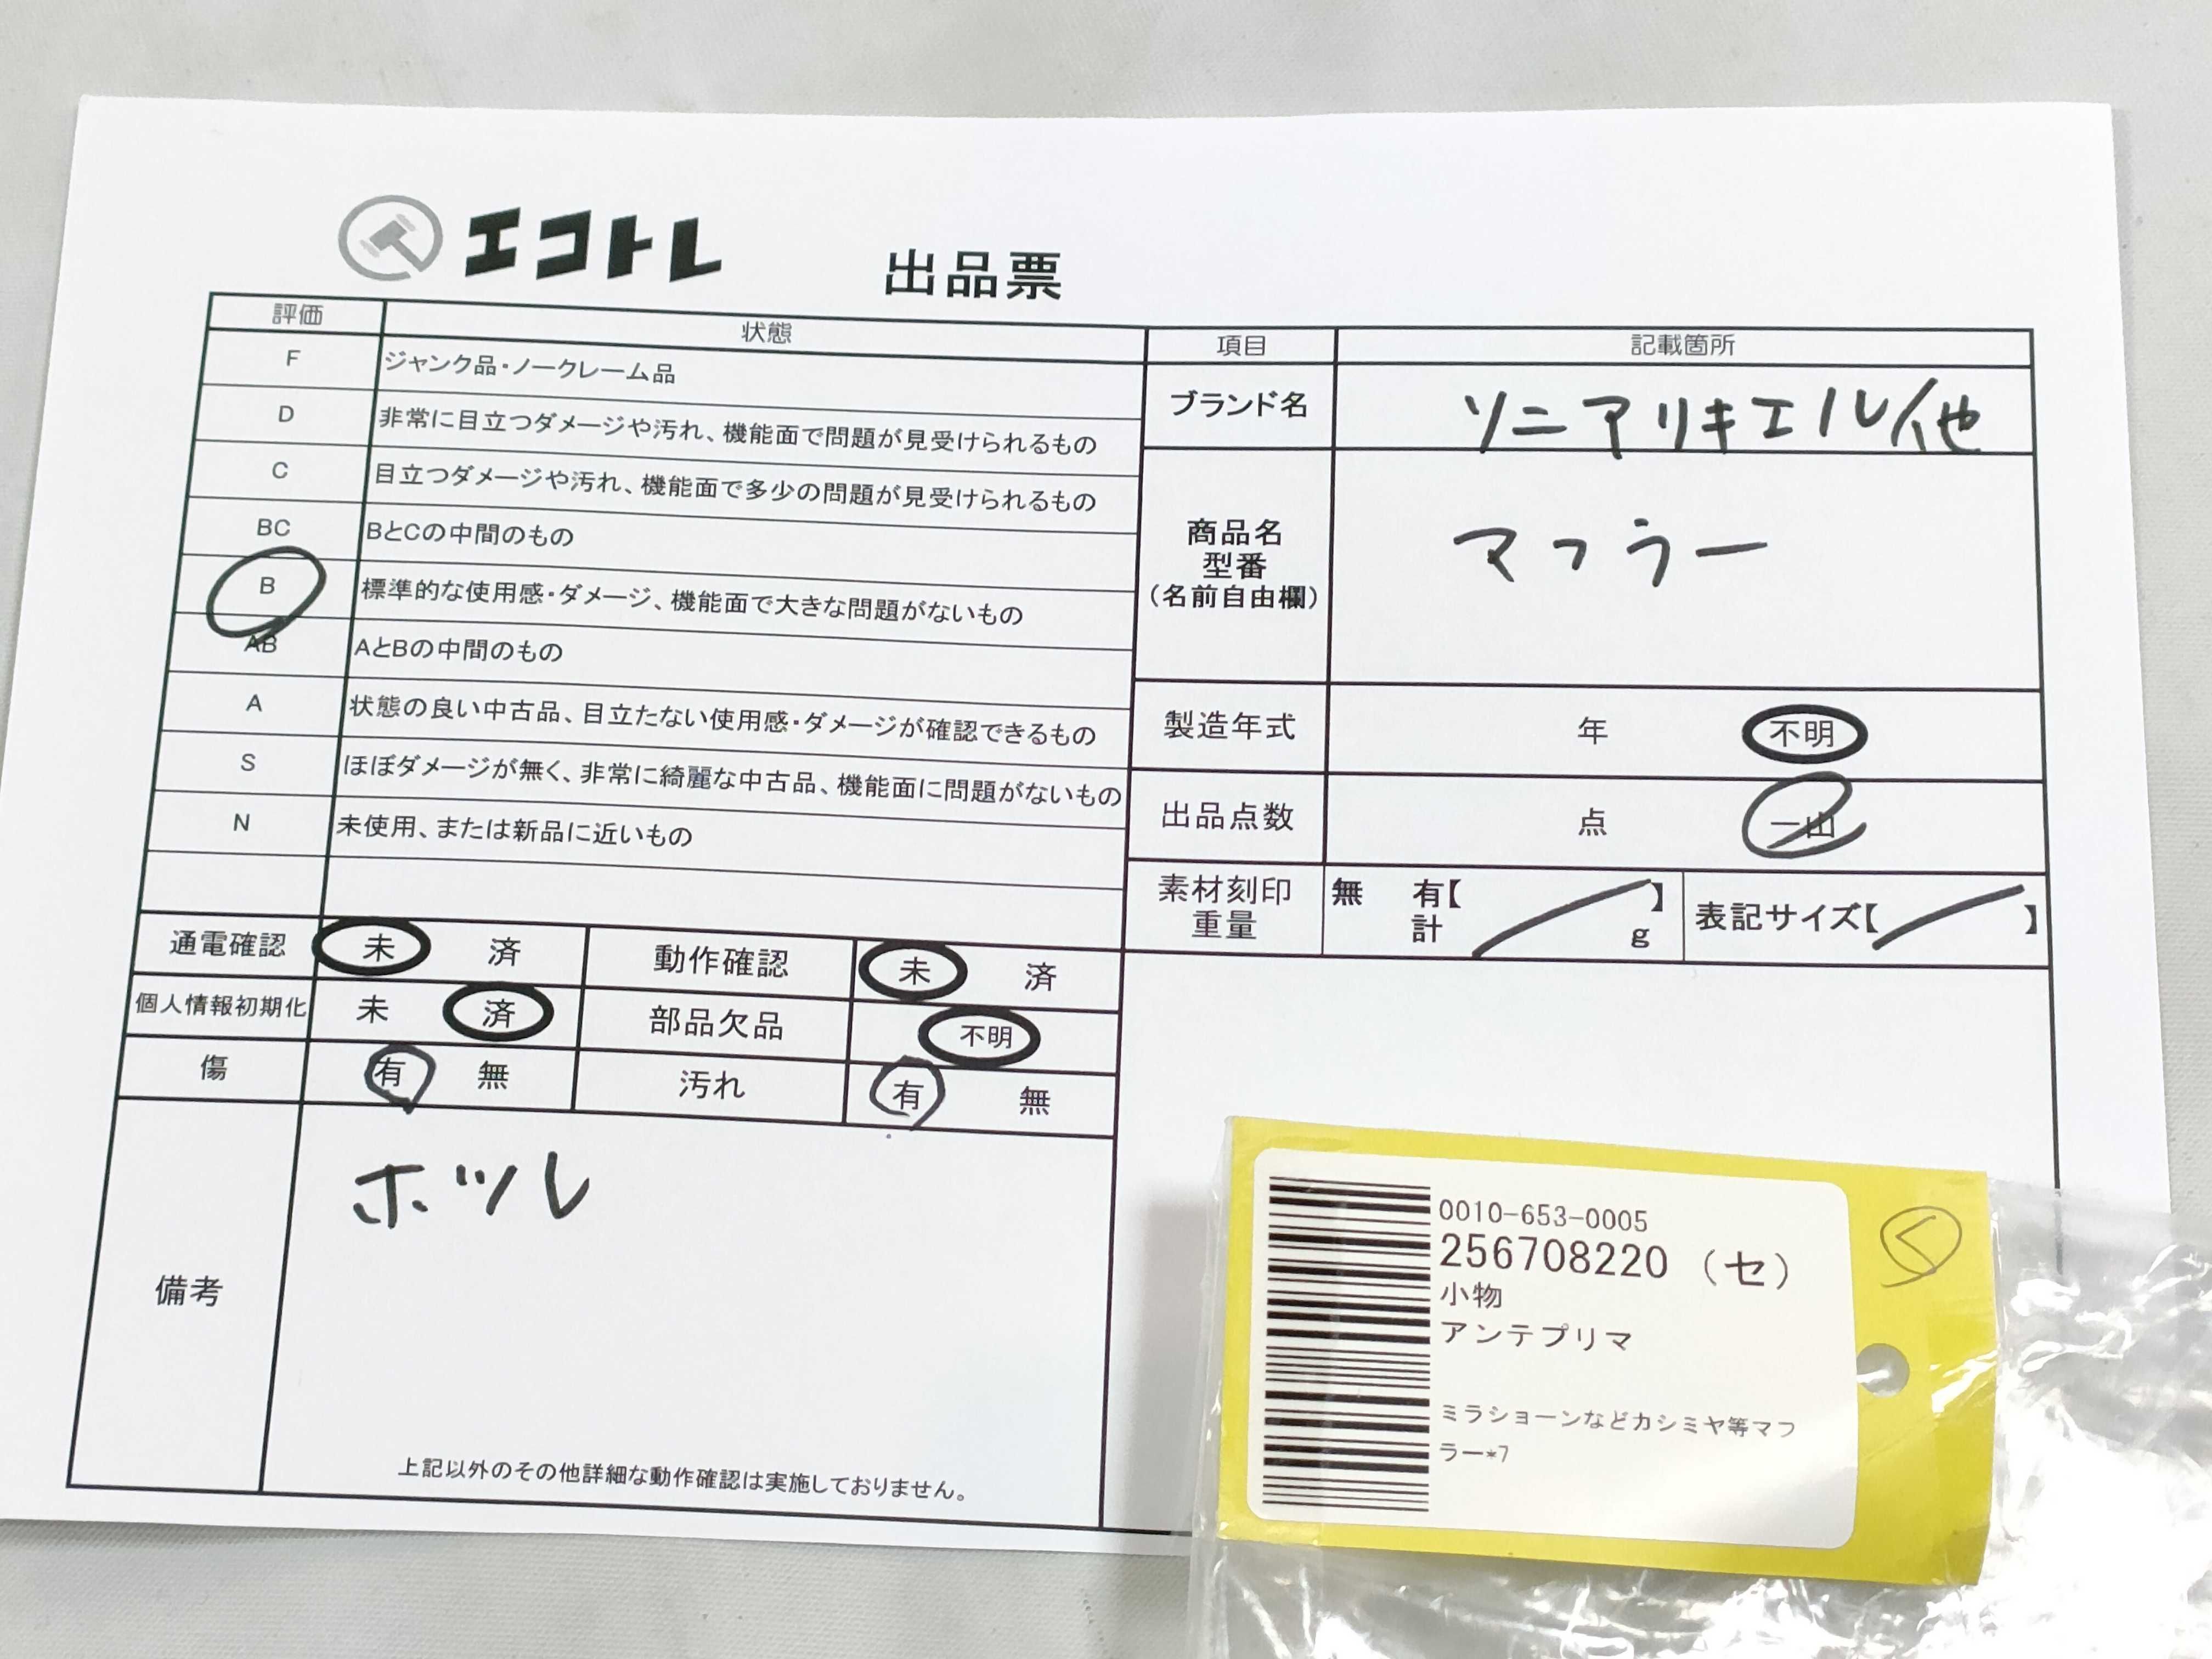 エコトレ 出品票
評価 状態
F ジャンク品・ノークレーム品
D 非常に目立つダメージや汚れ、機能面で問題が見受けられるもの
C 目立つダメージや汚れ、機能面で多少の問題が見受けられるもの
BC BとCの中間のもの
B 標準的な使用感・ダメージ、機能面で大きな問題がないもの
AB AとBの中間のもの
A 状態の良い中古品、目立たない使用感・ダメージが確認できるもの
S ほぼダメージが無く、非常に綺麗な中古品、機能面に問題がないもの
N 未使用、または新品に近いもの
項目 記載箇所
ブランド名 ソニアリキエル/他
商品名
型番
(名前自由欄)
マフラー
製造年式 年 不明
出品点数 点 一山
素材刻印 無 有【 】
重量 計 g
表記サイズ【 】
通電確認 未 済 動作確認 未 済
個人情報初期化 未 済 部品欠品 不明
傷 有 無 汚れ 有 無
備考
ホツレ
上記以外のその他詳細な動作確認は実施しておりません。
0010-653-0005
256708220 (セ)
小物
アンテプリマ
ミラショーンなどカシミヤ等マフ
ラー*7
く